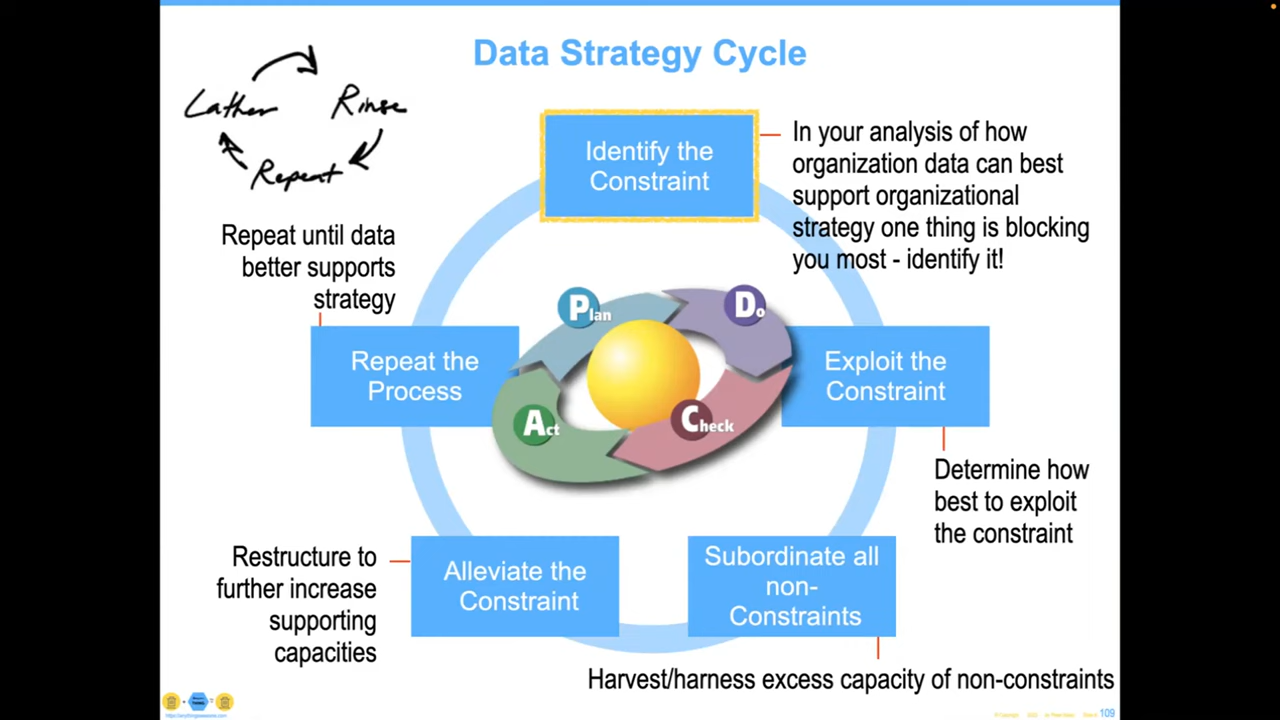 Data Strategy Cycle
Lather
Rinse
Repeat
Identify the
Constraint
In your analysis of how
organization data can best
support organizational
strategy one thing is blocking
you most - identify it!
Repeat until data
better supports
strategy
Plan
Do
Repeat the
Process
Exploit the
Constraint
Act
Check
Determine how
best to exploit
the constraint
Restructure to
further increase
supporting
capacities
Alleviate the
Constraint
Subordinate all
non-
Constraints
Harvest/harness excess capacity of non-constraints
109